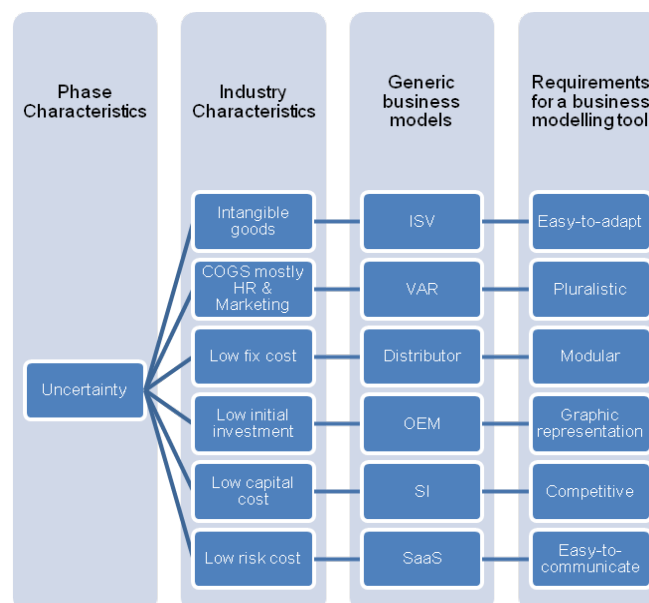 Phase
Characteristics
Industry
Characteristics
Generic
business
models
Requirements
for a business
modelling tool
Uncertainty
Intangible
goods
ISV
Easy-to-adapt
COGS mostly
HR &
Marketing
VAR
Pluralistic
Low fix cost
Distributor
Modular
Low initial
investment
OEM
Graphic
representation
Low capital
cost
SI
Competitive
Low risk cost
SaaS
Easy-to-
communicate